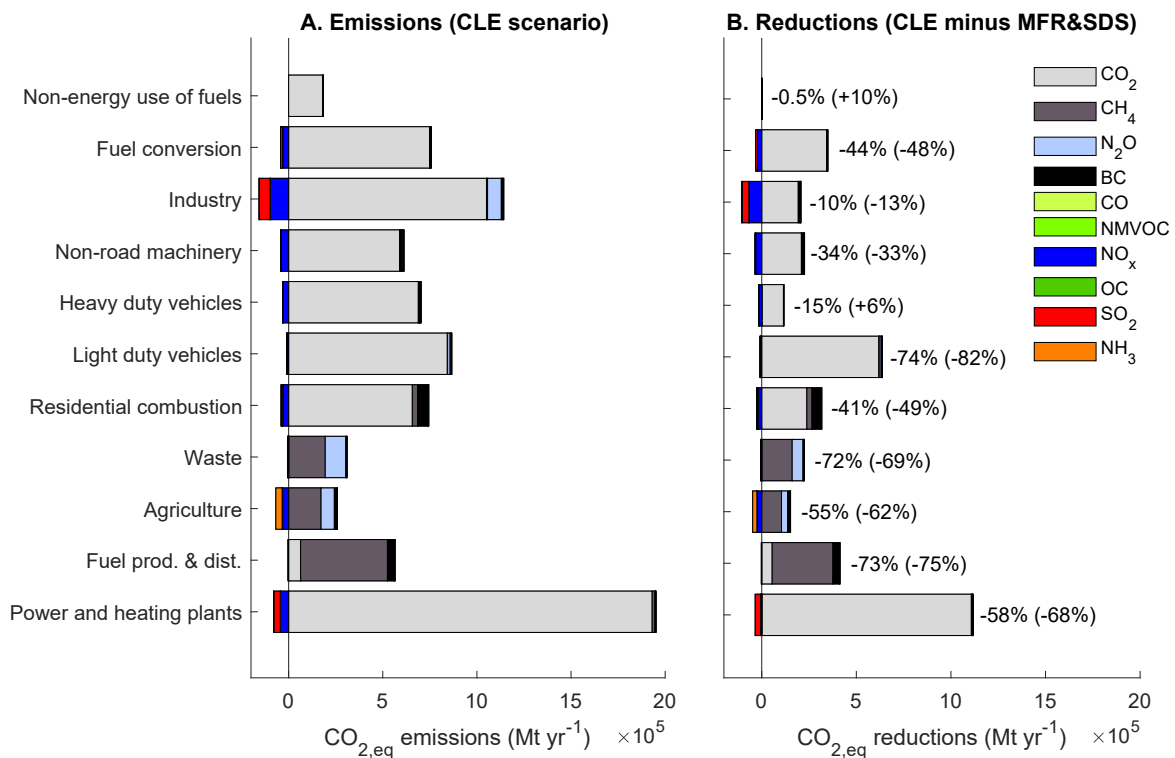 A. Emissions (CLE scenario)
B. Reductions (CLE minus MFR&SDS)
Non-energy use of fuels
Fuel conversion
Industry
Non-road machinery
Heavy duty vehicles
Light duty vehicles
Residential combustion
Waste
Agriculture
Fuel prod. & dist.
Power and heating plants
0 5 10 15 20
CO2,eq emissions (Mt yr-1) ×10^5
-0.5% (+10%)
-44% (-48%)
-10% (-13%)
-34% (-33%)
-15% (+6%)
-74% (-82%)
-41% (-49%)
-72% (-69%)
-55% (-62%)
-73% (-75%)
-58% (-68%)
0 5 10 15 20
CO2,eq reductions (Mt yr-1) ×10^5
CO2
CH4
N2O
BC
CO
NMVOC
NOx
OC
SO2
NH3